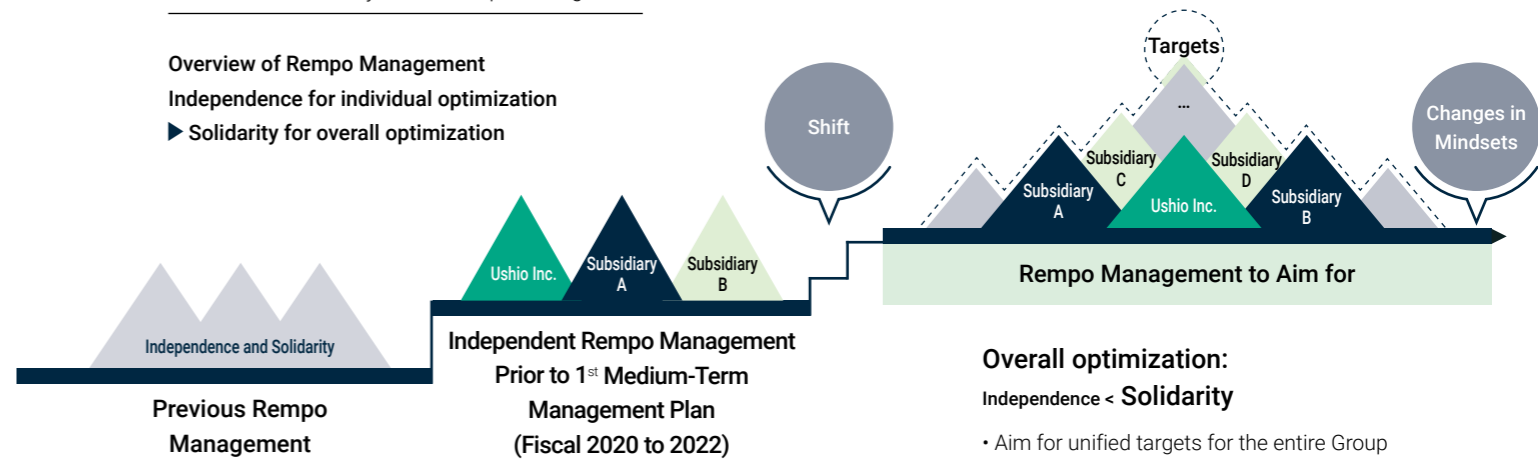 Overview of Rempo Management
Independence for individual optimization
▶ Solidarity for overall optimization
Shift
Targets
Changes in
Mindsets
...
Subsidiary
C
Subsidiary
D
Subsidiary
A
Ushio Inc.
Subsidiary
B
Rempo Management to Aim for
Ushio Inc.
Subsidiary
A
Subsidiary
B
Independence and Solidarity
Previous Rempo
Management
Independent Rempo Management
Prior to 1st Medium-Term
Management Plan
(Fiscal 2020 to 2022)
Overall optimization:
Independence < Solidarity
• Aim for unified targets for the entire Group